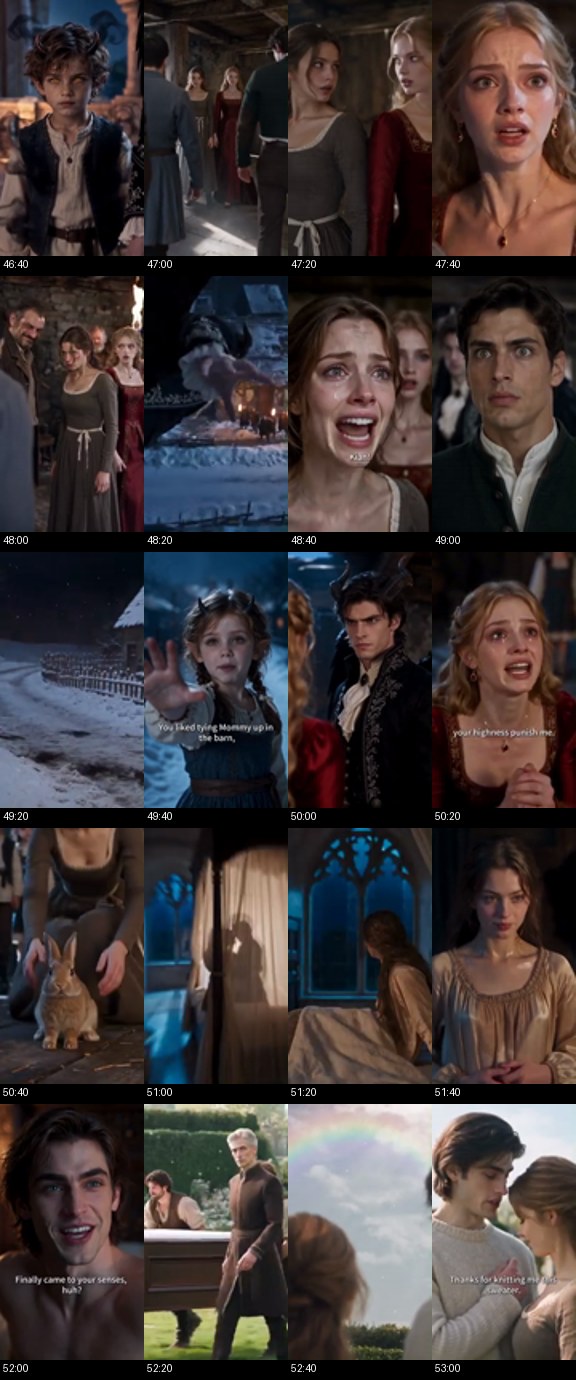 46:40
47:00
47:20
47:40
48:00
48:20
48:40
49:00
49:20
You liked tying Mommy up in
the barn,
49:40
50:00
your highness punish me.
50:20
50:40
51:00
51:20
51:40
Finally came to your senses,
huh?
52:00
52:20
52:40
Thanks for knitting me this
sweater.
53:00